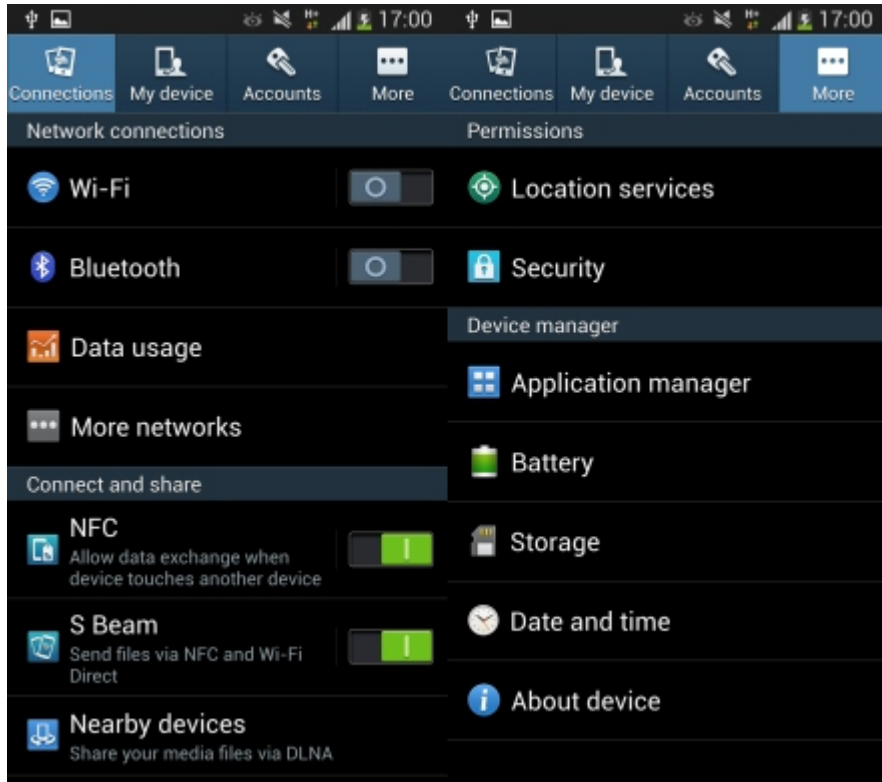 17:00
Connections My device Accounts More
Network connections
Wi-Fi
Bluetooth
Data usage
More networks
Connect and share
NFC
Allow data exchange when
device touches another device
S Beam
Send files via NFC and Wi-Fi
Direct
Nearby devices
Share your media files via DLNA
17:00
Connections My device Accounts More
Permissions
Location services
Security
Device manager
Application manager
Battery
Storage
Date and time
About device